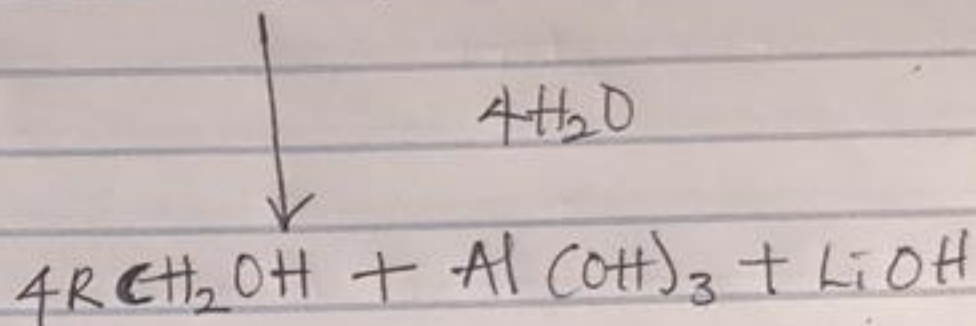 4H₂O
4RCH₂OH + Al(OH)₃ + LiOH